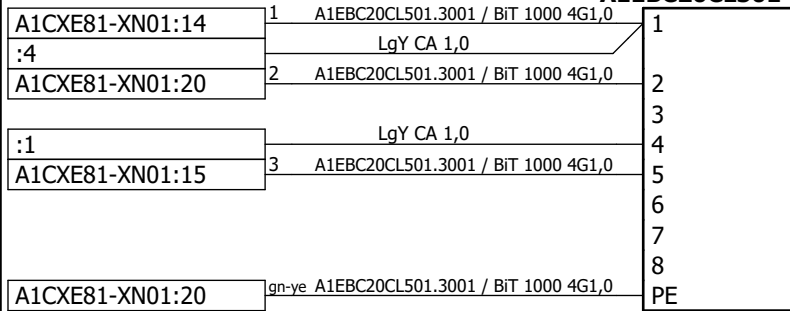 A1CXE81-XN01:14 1 A1EBC20CL501.3001 / BiT 1000 4G1,0 1
:4 LgY CA 1,0
A1CXE81-XN01:20 2 A1EBC20CL501.3001 / BiT 1000 4G1,0 2
3
:1 LgY CA 1,0 4
A1CXE81-XN01:15 3 A1EBC20CL501.3001 / BiT 1000 4G1,0 5
6
7
8
A1CXE81-XN01:20 gn-ye A1EBC20CL501.3001 / BiT 1000 4G1,0 PE